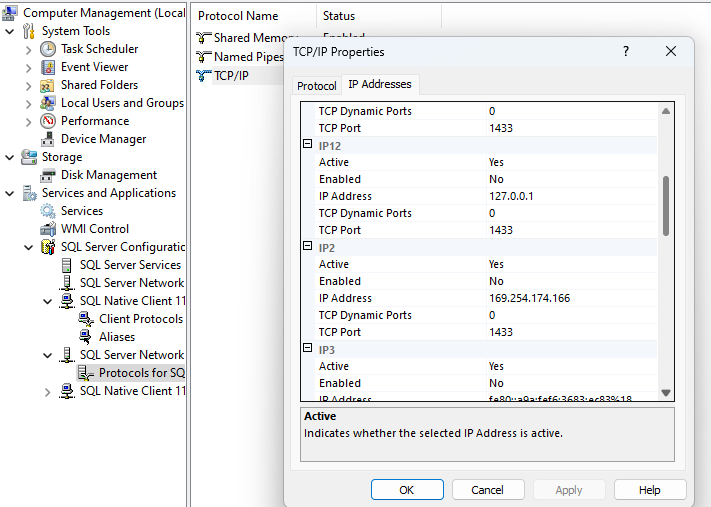 Computer Management (Local
System Tools
Task Scheduler
Event Viewer
Shared Folders
Local Users and Groups
Performance
Device Manager
Storage
Disk Management
Services and Applications
Services
WMI Control
SQL Server Configuratio
SQL Server Services
SQL Server Network
SQL Native Client 11
Client Protocols
Aliases
SQL Server Network
Protocols for SQ
SQL Native Client 11
Protocol Name Status
Shared Memory Enabled
Named Pipes
TCP/IP
TCP/IP Properties ?
Protocol IP Addresses
TCP Dynamic Ports 0
TCP Port 1433
IP12
Active Yes
Enabled No
IP Address 127.0.0.1
TCP Dynamic Ports 0
TCP Port 1433
IP2
Active Yes
Enabled No
IP Address 169.254.174.166
TCP Dynamic Ports 0
TCP Port 1433
IP3
Active Yes
Enabled No
IP Address fe80::a9a:fef6:3683:ec83%18
Active
Indicates whether the selected IP Address is active.
OK Cancel Apply Help